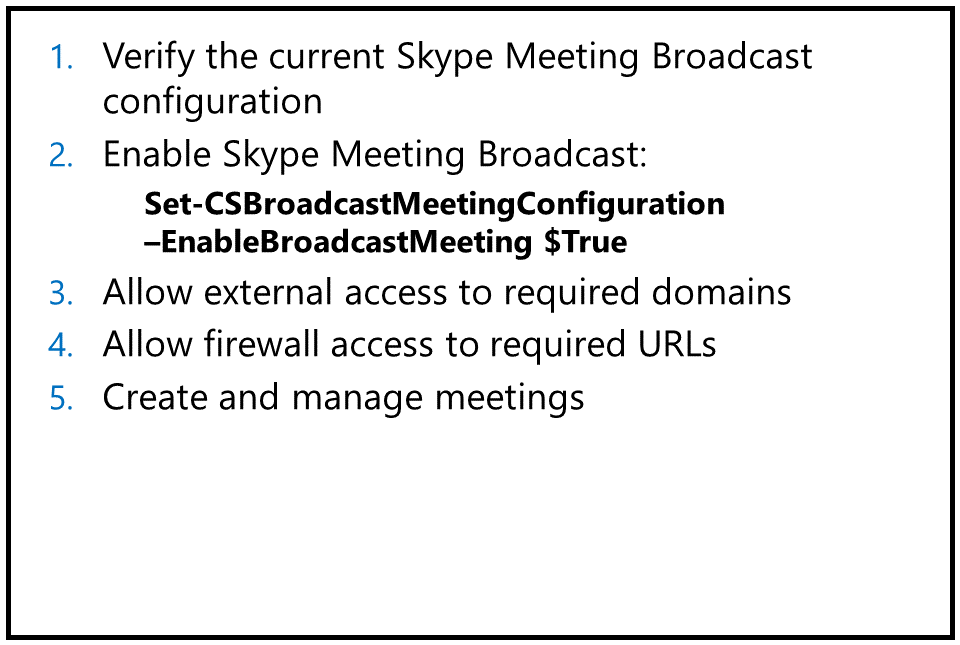 1. Verify the current Skype Meeting Broadcast
configuration
2. Enable Skype Meeting Broadcast:
Set-CSBroadcastMeetingConfiguration
–EnableBroadcastMeeting $True
3. Allow external access to required domains
4. Allow firewall access to required URLs
5. Create and manage meetings